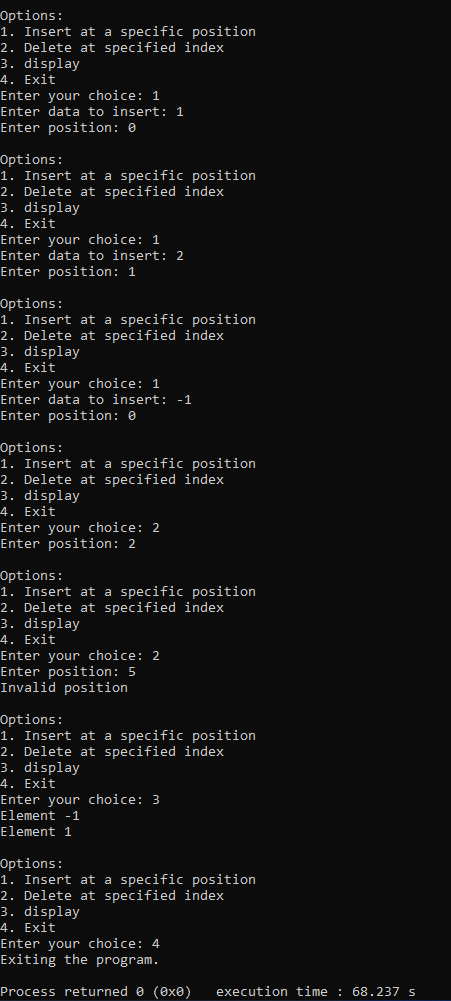 Options:
1. Insert at a specific position
2. Delete at specified index
3. display
4. Exit
Enter your choice: 1
Enter data to insert: 1
Enter position: 0
Options:
1. Insert at a specific position
2. Delete at specified index
3. display
4. Exit
Enter your choice: 1
Enter data to insert: 2
Enter position: 1
Options:
1. Insert at a specific position
2. Delete at specified index
3. display
4. Exit
Enter your choice: 1
Enter data to insert: -1
Enter position: 0
Options:
1. Insert at a specific position
2. Delete at specified index
3. display
4. Exit
Enter your choice: 2
Enter position: 2
Options:
1. Insert at a specific position
2. Delete at specified index
3. display
4. Exit
Enter your choice: 2
Enter position: 5
Invalid position
Options:
1. Insert at a specific position
2. Delete at specified index
3. display
4. Exit
Enter your choice: 3
Element -1
Element 1
Options:
1. Insert at a specific position
2. Delete at specified index
3. display
4. Exit
Enter your choice: 4
Exiting the program.
Process returned 0 (0x0)   execution time : 68.237 s